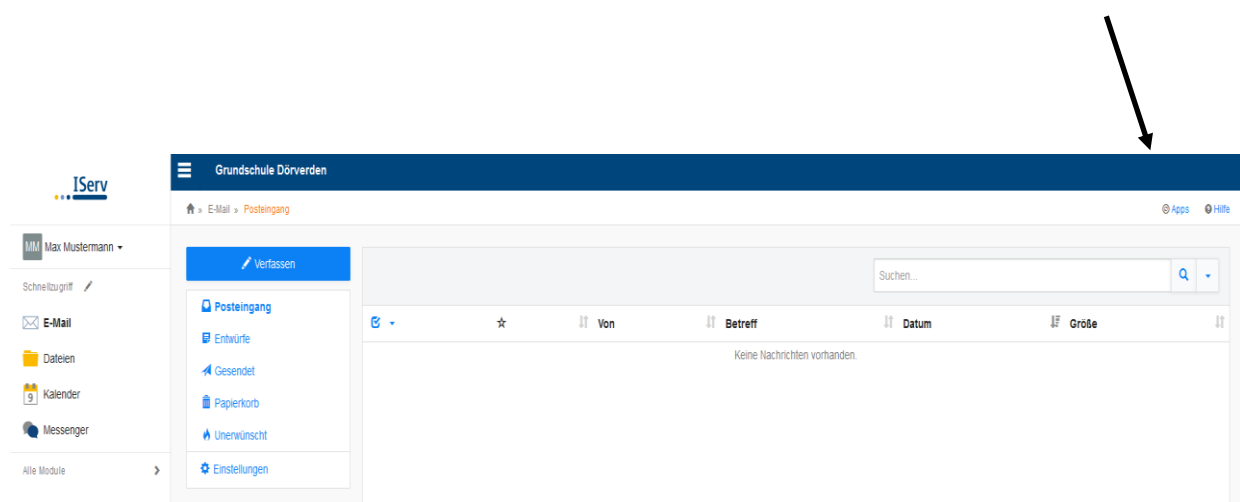 IServ
Grundschule Dörverden
» E-Mail » Posteingang
Apps Hilfe
MM Max Mustermann
Schnellzugriff
E-Mail
Dateien
9 Kalender
Messenger
Alle Module
Verfassen
Posteingang
Entwürfe
Gesendet
Papierkorb
Unerwünscht
Einstellungen
Suchen...
Von Betreff Datum Größe
Keine Nachrichten vorhanden.